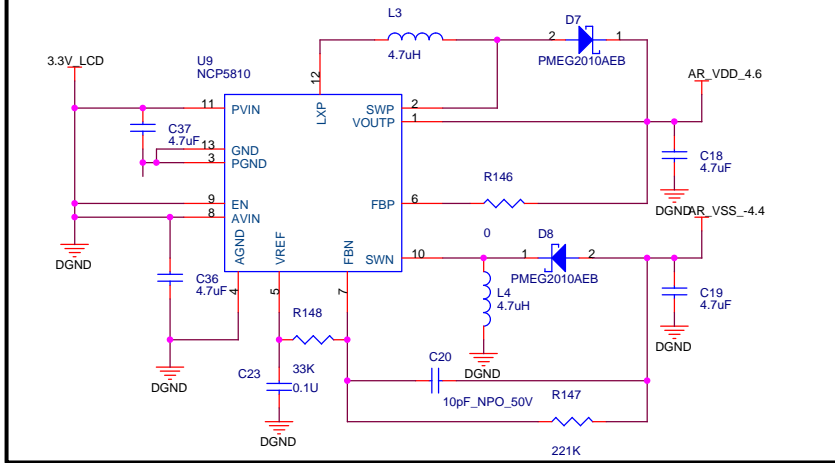 L3
4.7uH
D7
2
1
PMEG2010AEB
3.3V_LCD
U9
NCP5810
12
LXP
AR_VDD_4.6
11
PVIN
SWP
2
VOUTP
1
C37
4.7uF
13
GND
3
PGND
C18
4.7uF
R146
9
EN
FBP
6
8
AVIN
DGND
AR_VSS_-4.4
0
D8
DGND
AGND
VREF
FBN
SWN
10
1
2
PMEG2010AEB
C36
4.7uF
4
5
7
L4
4.7uH
C19
4.7uF
R148
DGND
C20
DGND
DGND
C23
33K
0.1U
10pF_NPO_50V
R147
DGND
221K